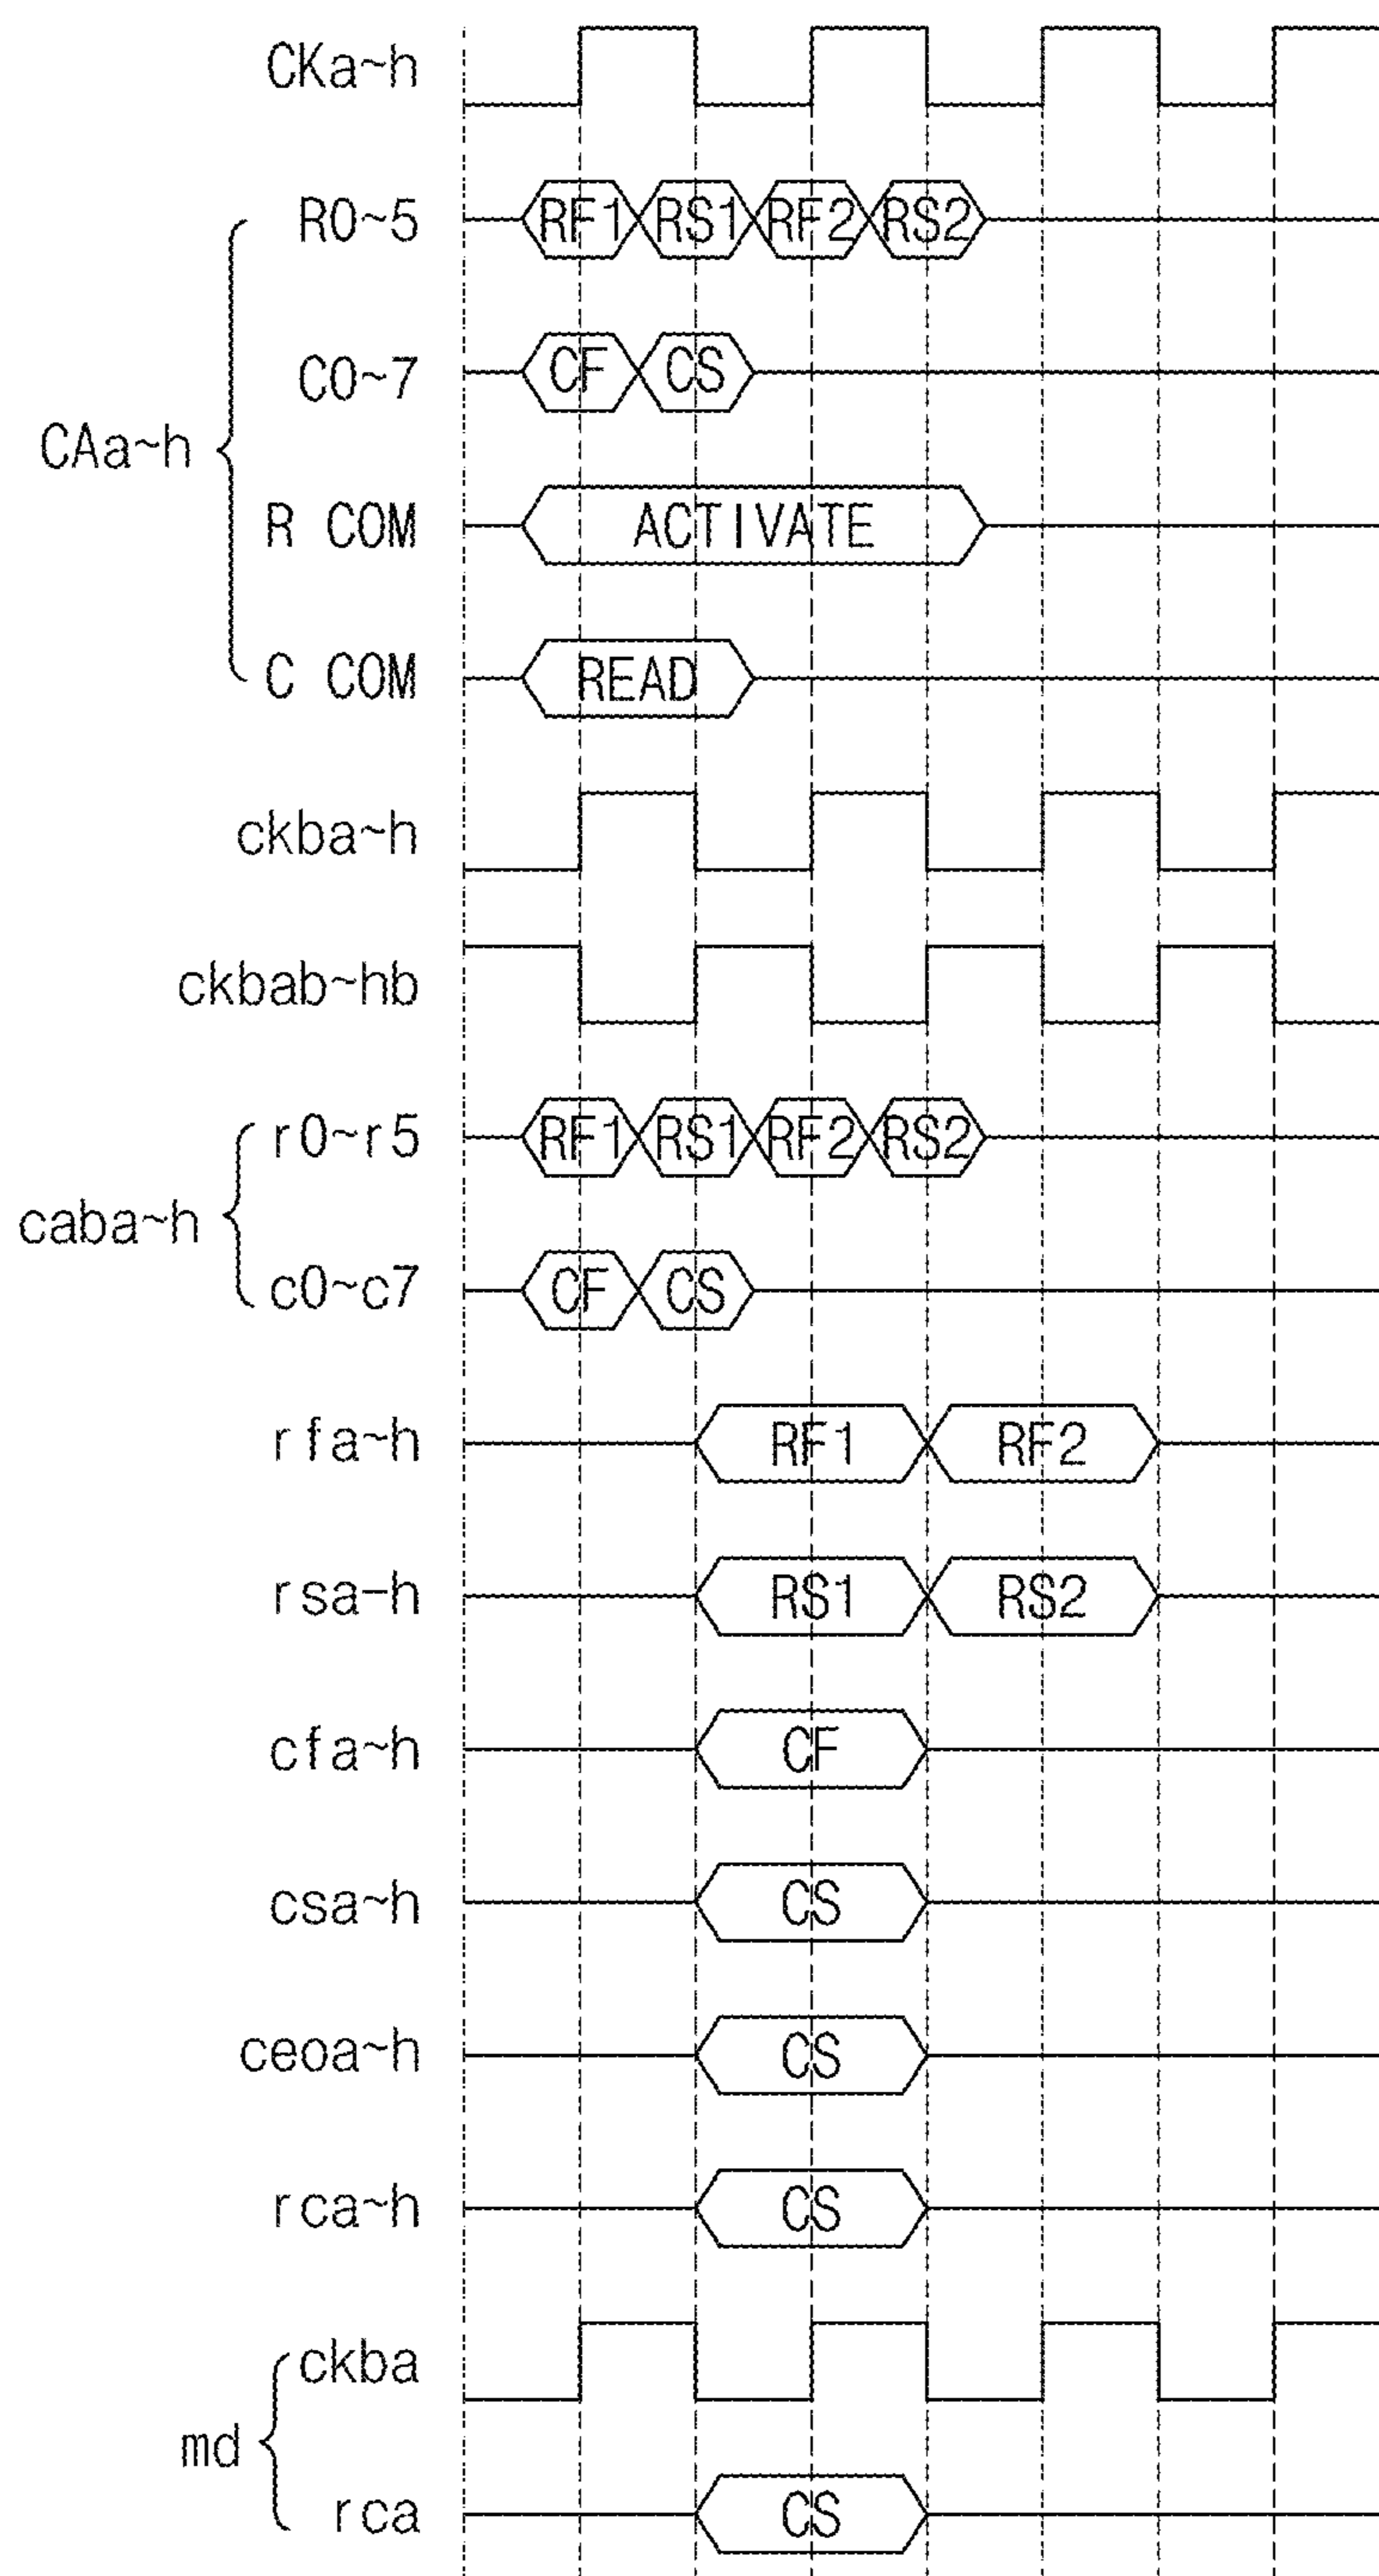 CKa~h
R0~5 RF1 RS1 RF2 RS2
C0~7 CF CS
CAa~h
R COM ACTIVATE
C COM READ
ckba~h
ckbab~hb
r0~r5 RF1 RS1 RF2 RS2
caba~h
c0~c7 CF CS
rfa~h RF1 RF2
rsa-h RS1 RS2
cfa~h CF
csa~h CS
ceoa~h CS
rca~h CS
ckba
md
rca CS